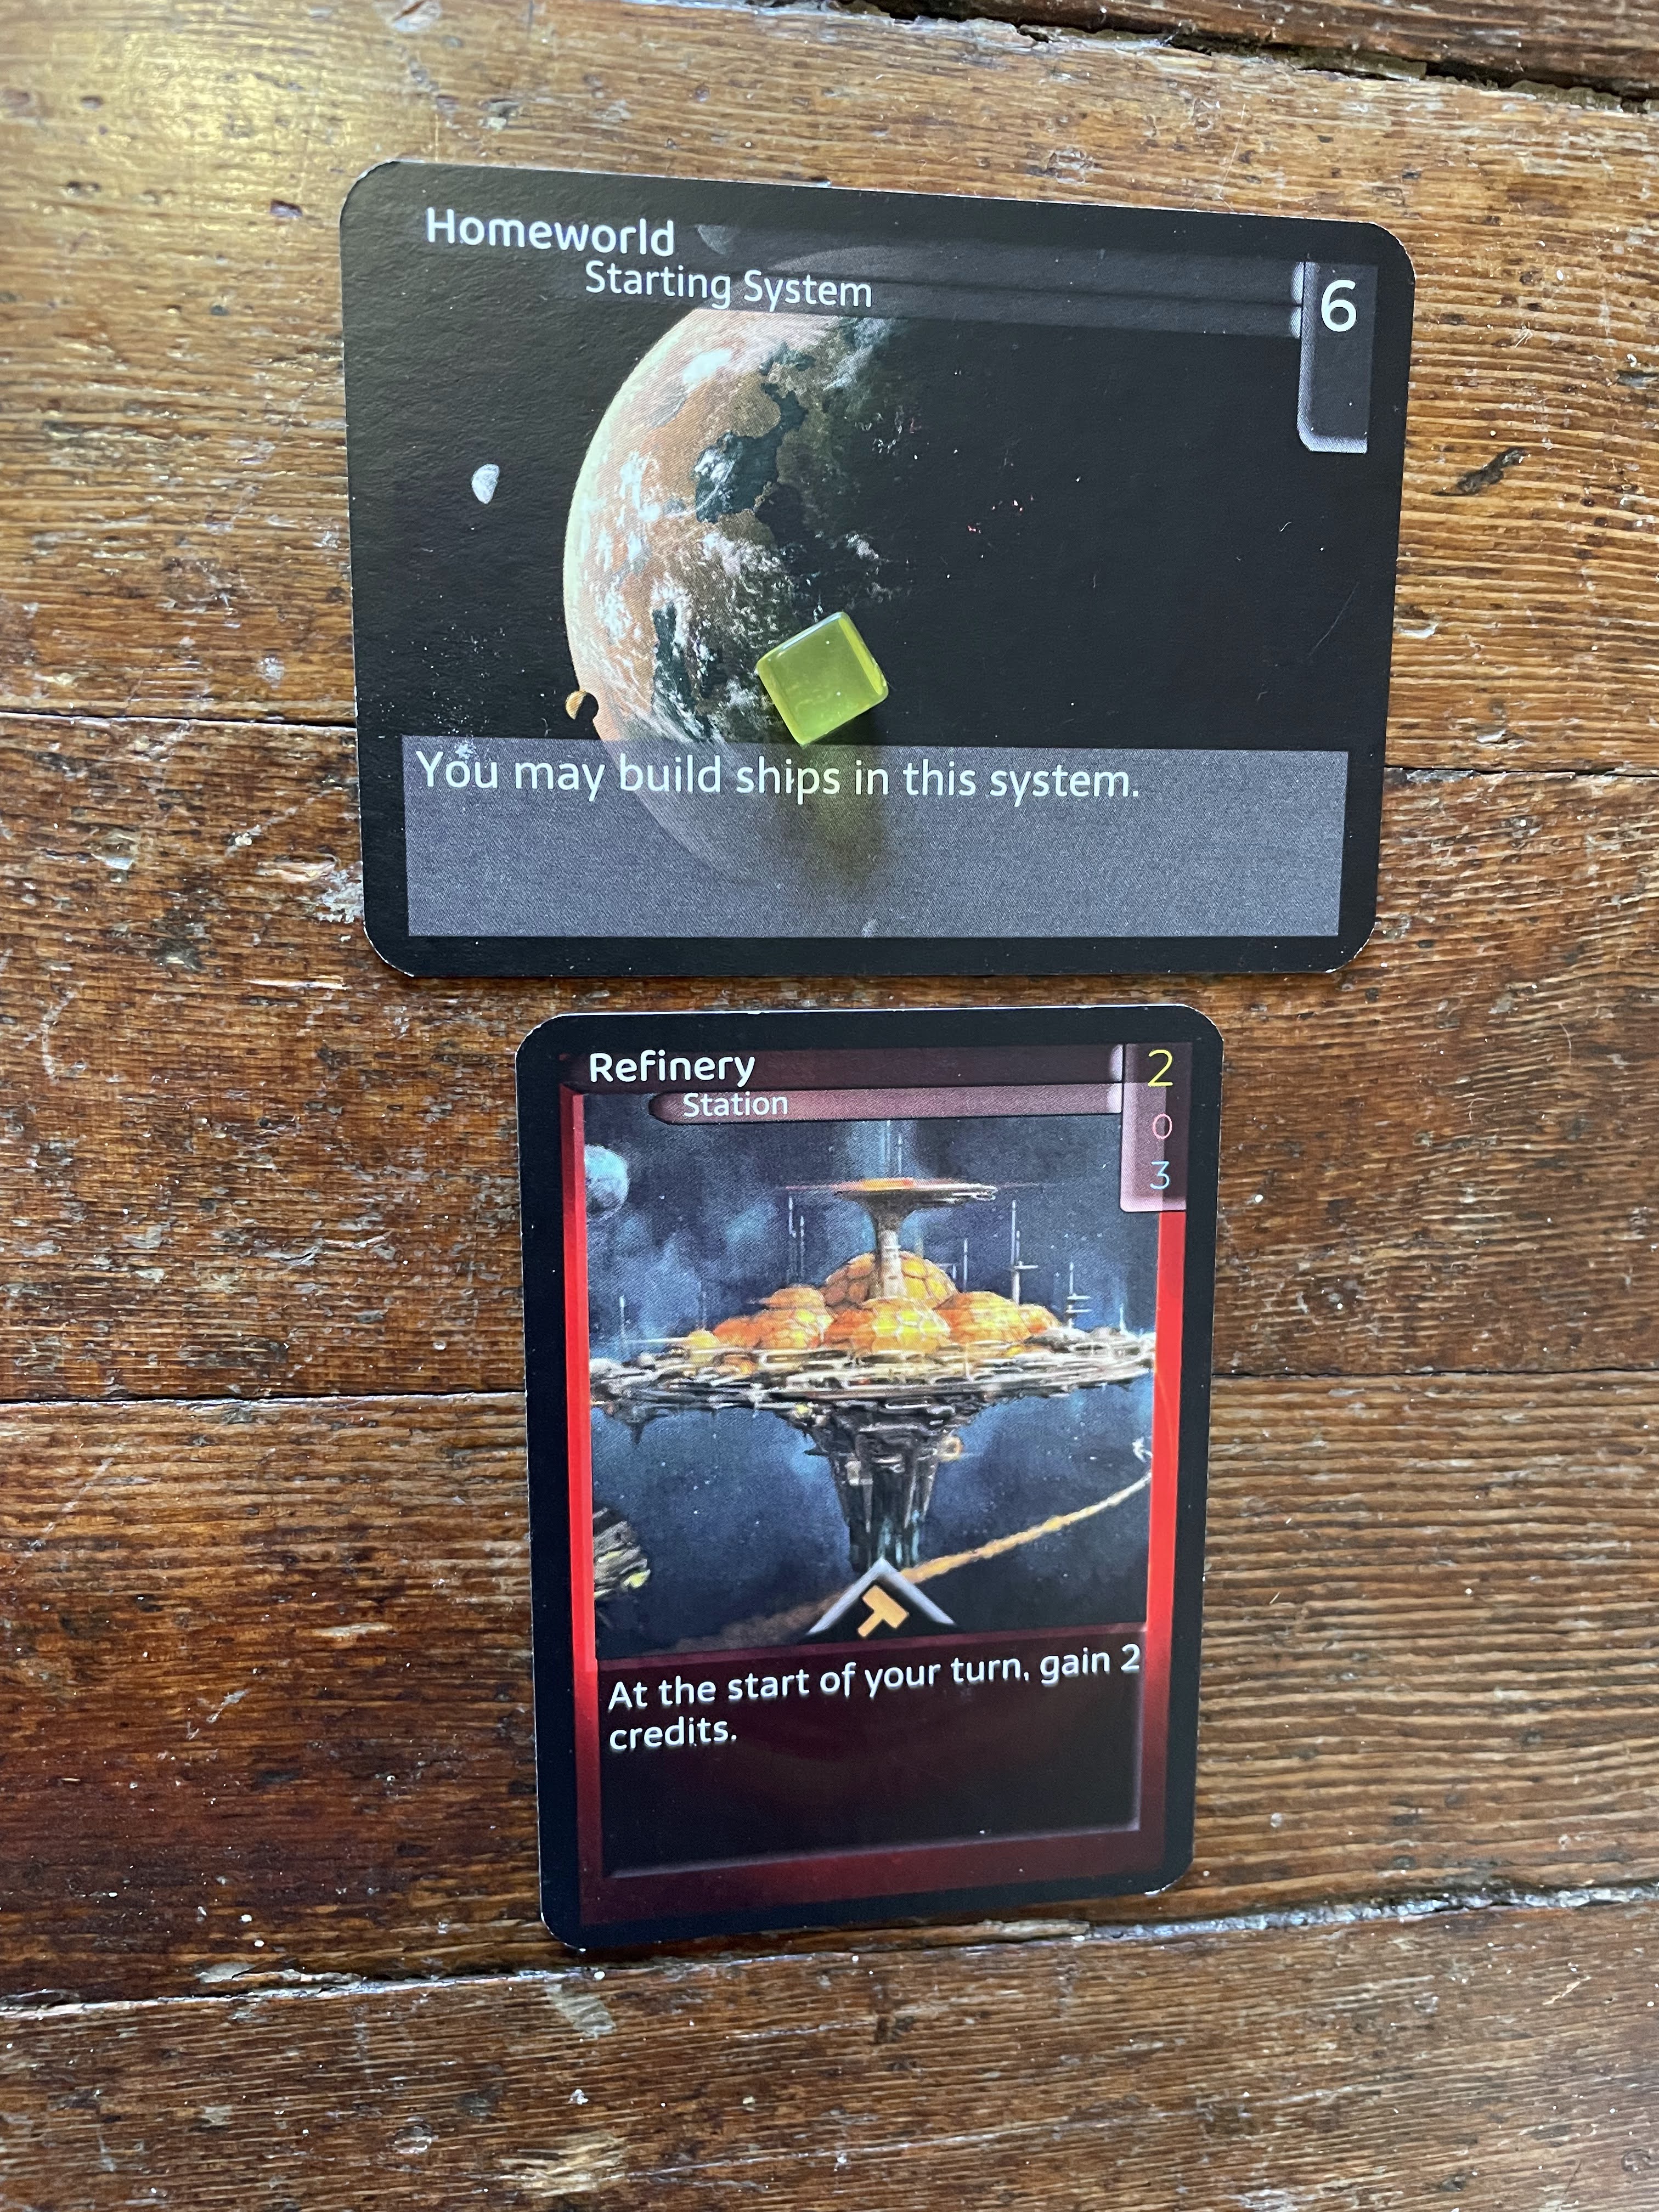 Homeworld
Starting System
6
You may build ships in this system.
Refinery
2
Station
0
3
At the start of your turn, gain 2
credits.